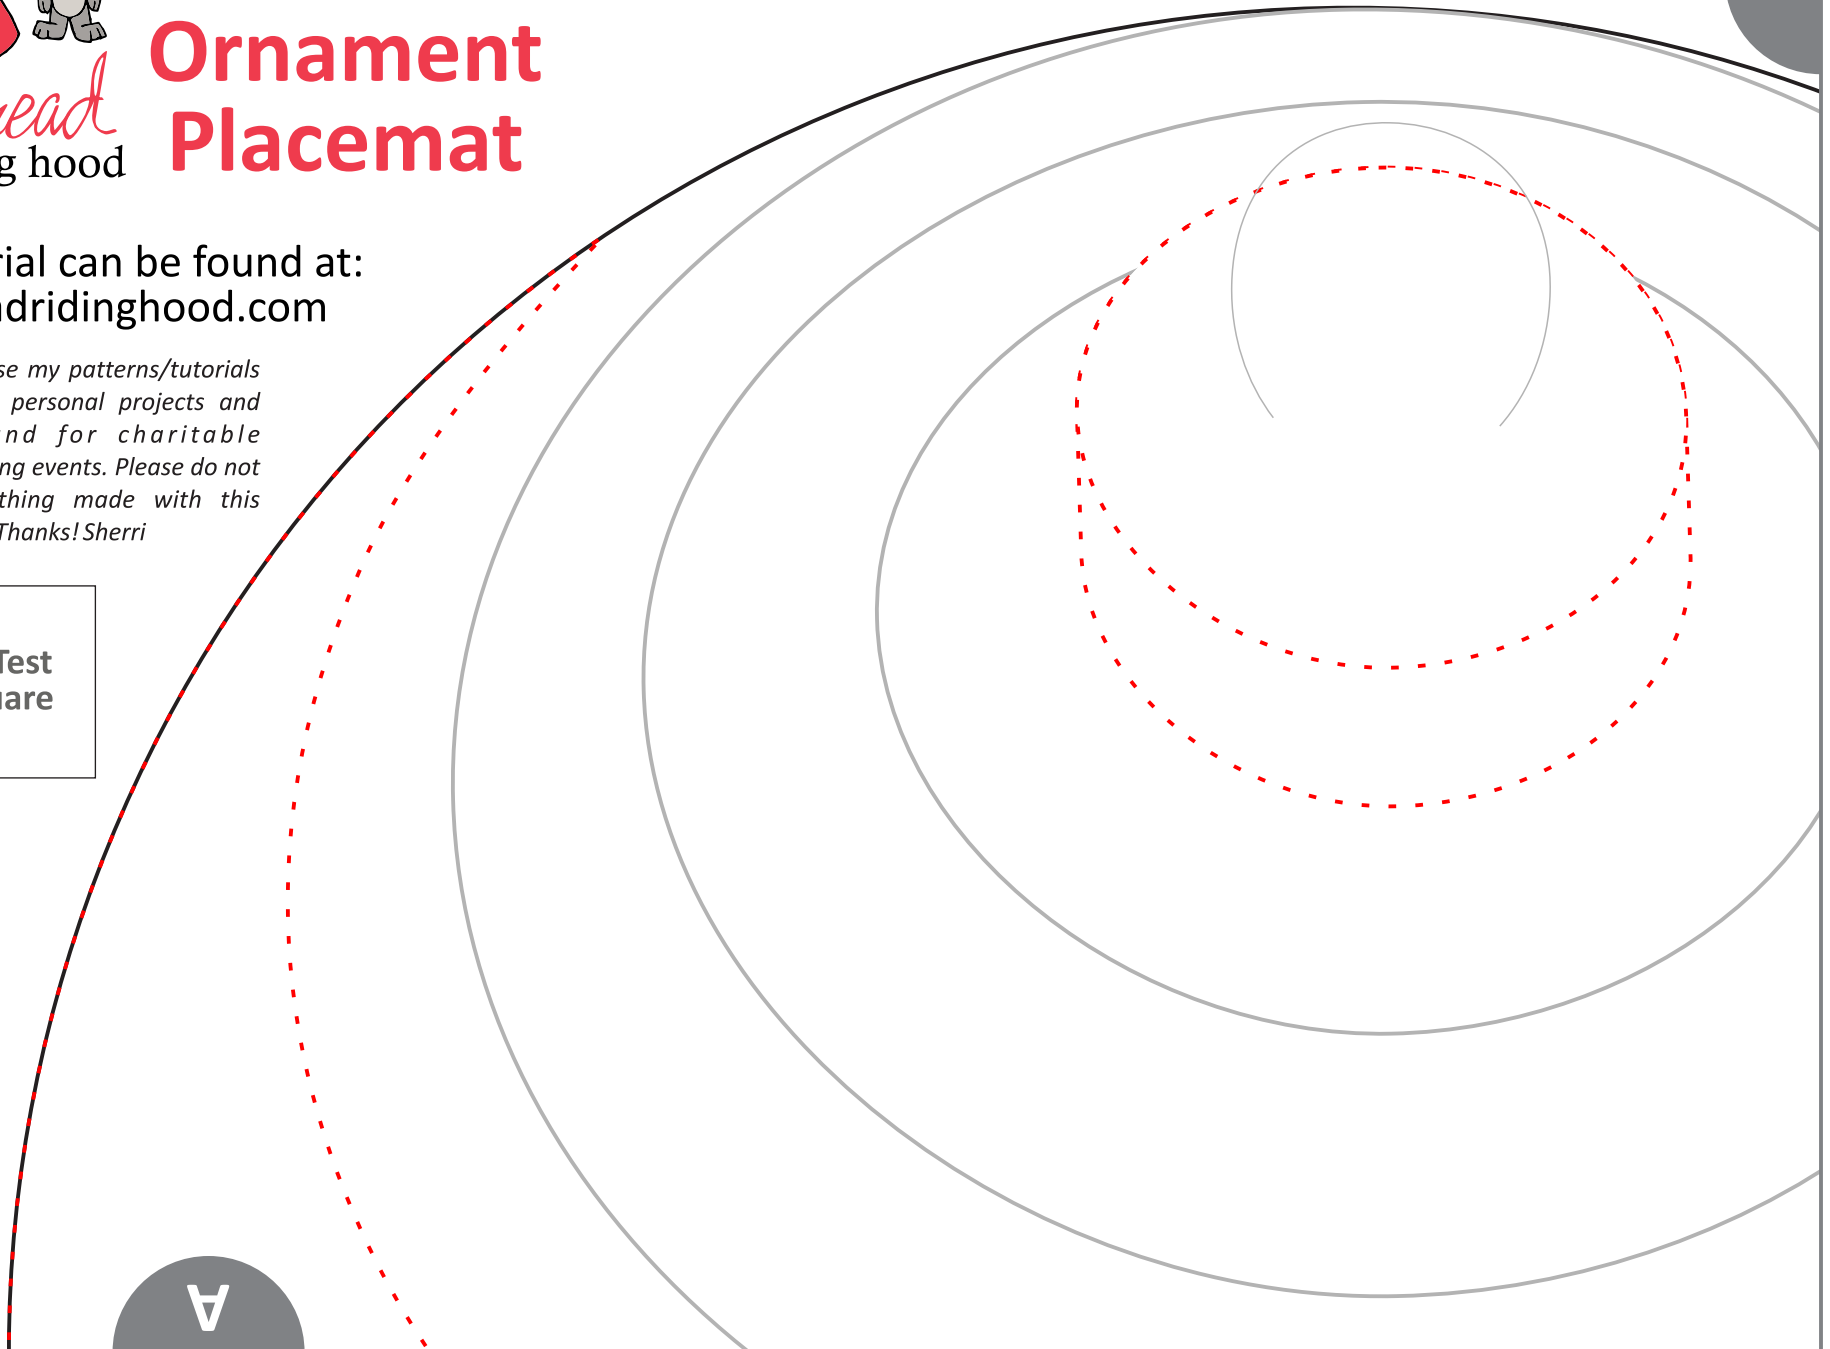 Ornament
Placemat
ead
g hood
rial can be found at:
dridinghood.com
se my patterns/tutorials
personal projects and
nd for charitable
ng events. Please do not
thing made with this
Thanks! Sherri
Test
uare
A